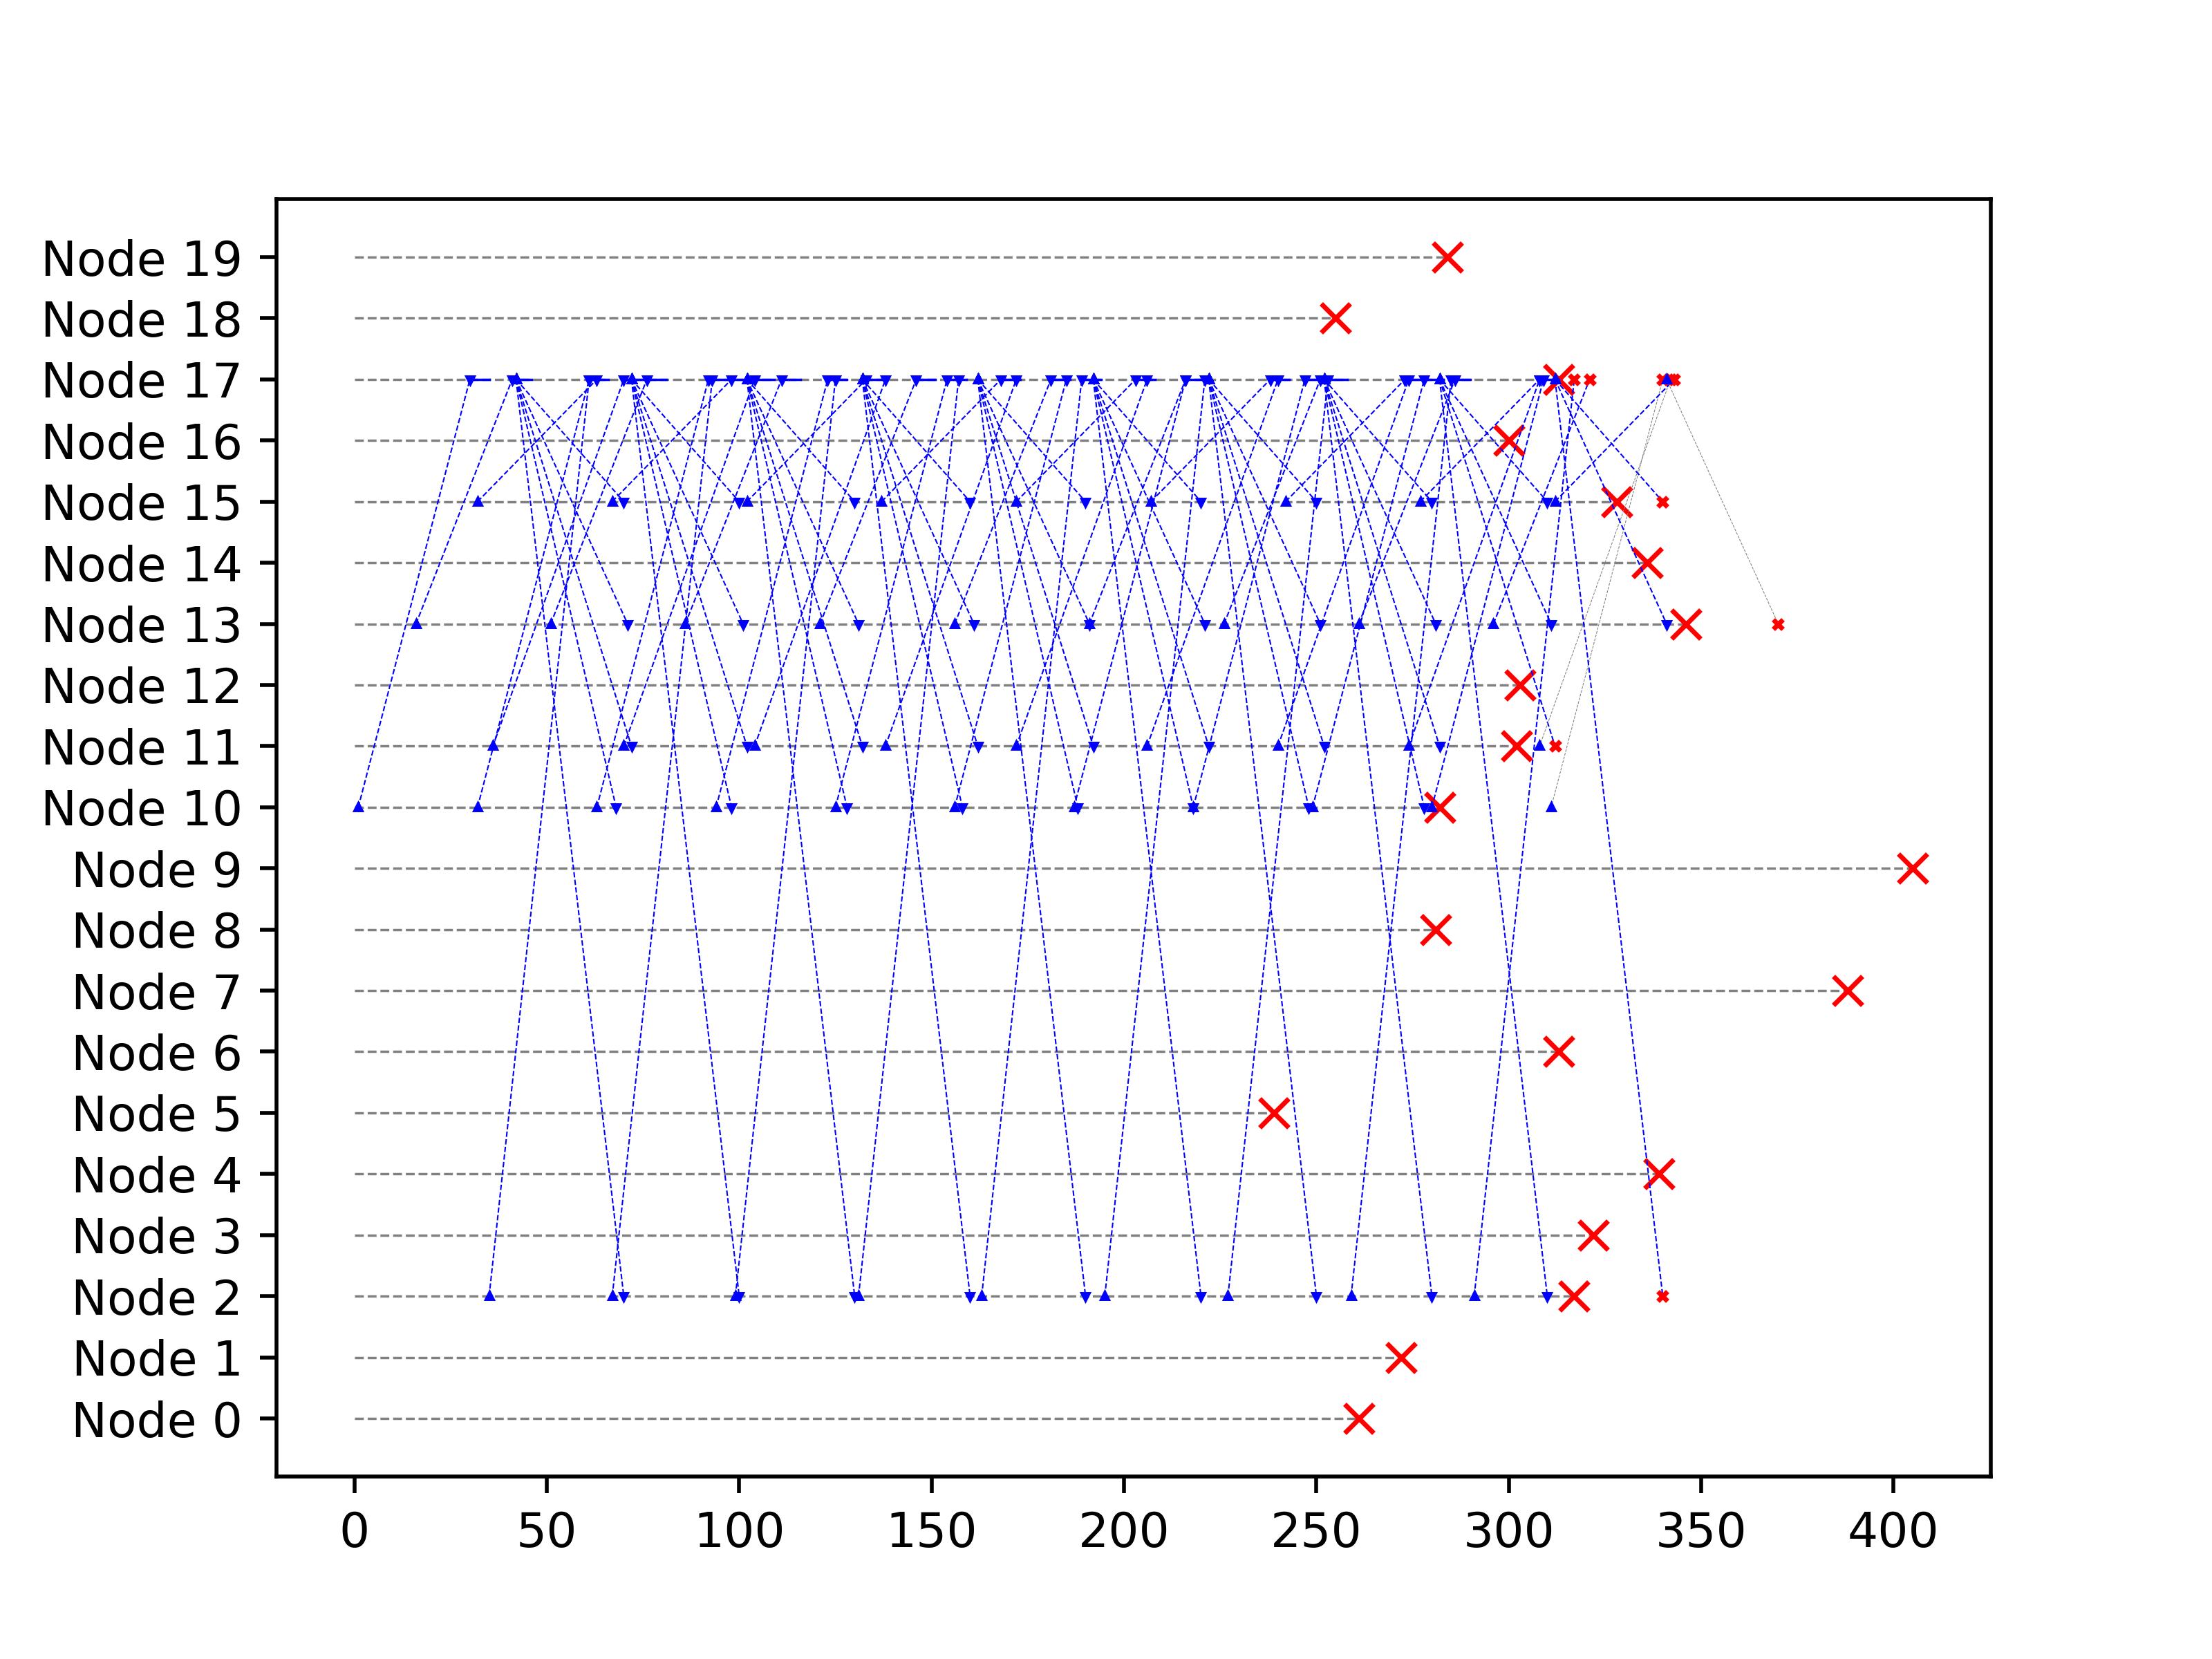 Node 19
Node 18
Node 17
Node 16
Node 15
Node 14
Node 13
Node 12
Node 11
Node 10
Node 9
Node 8
Node 7
Node 6
Node 5
Node 4
Node 3
Node 2
Node 1
Node 0
0 50 100 150 200 250 300 350 400